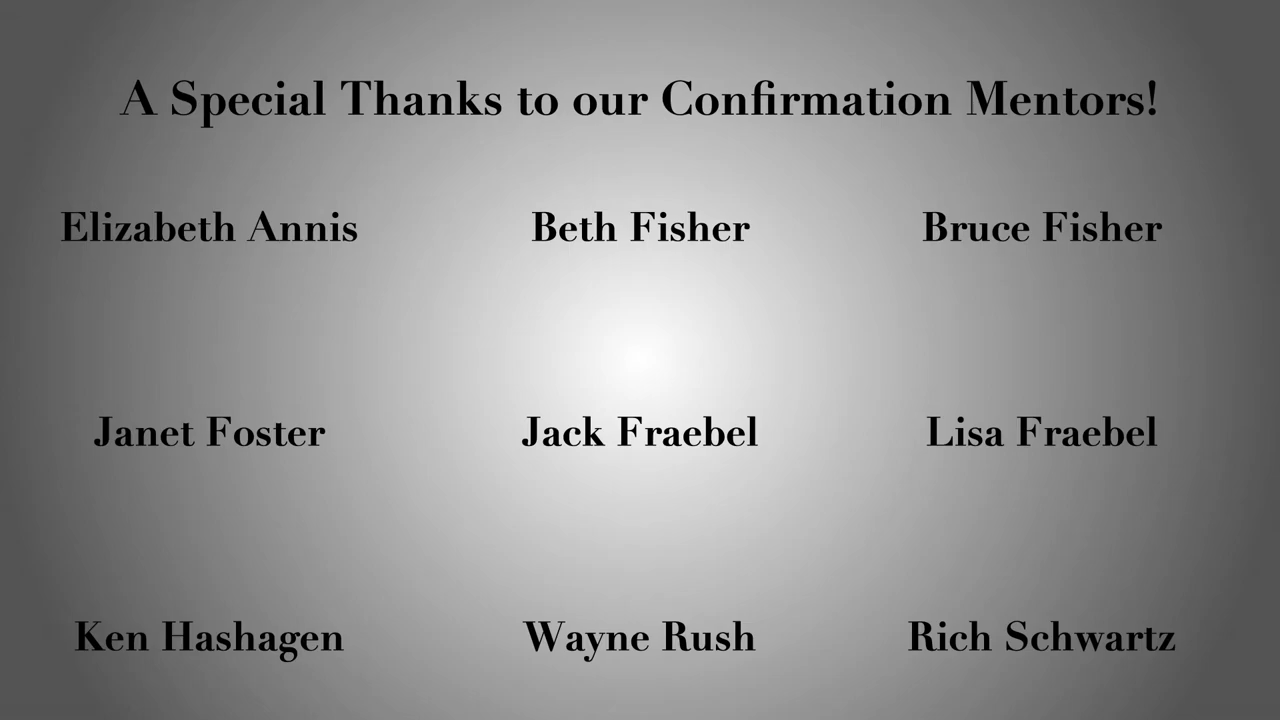 A Special Thanks to our Confirmation Mentors!
Elizabeth Annis Beth Fisher Bruce Fisher
Janet Foster Jack Fraebel Lisa Fraebel
Ken Hashagen Wayne Rush Rich Schwartz